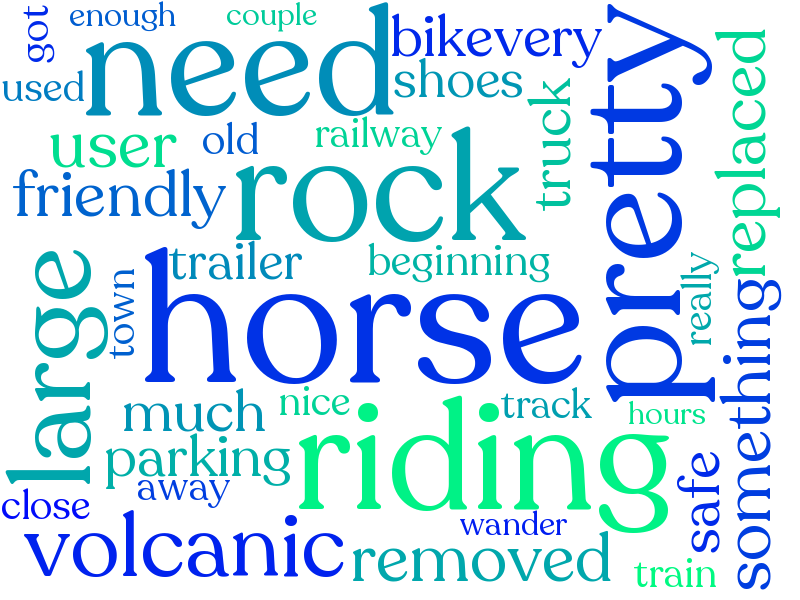 got
enough
couple
need
bikevery
pretty
replaced
used
shoes
truck
user
old
railway
friendly
rock
large
town
trailer
beginning
really
horse
something
much
nice
track
hours
riding
parking
away
safe
close
volcanic
wander
removed
train